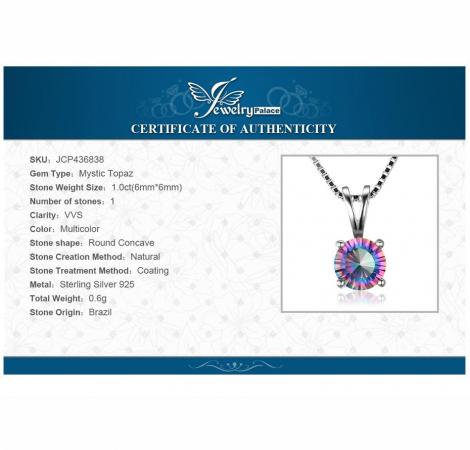 JewelryPalace
CERTIFICATE OF AUTHENTICITY
SKU: JCP436838
Gem Type: Mystic Topaz
Stone Weight Size: 1.0ct(6mm*6mm)
Number of stones: 1
Clarity: VVS
Color: Multicolor
Stone shape: Round Concave
Stone Creation Method: Natural
Stone Treatment Method: Coating
Metal: Sterling Silver 925
Total Weight: 0.6g
Stone Origin: Brazil